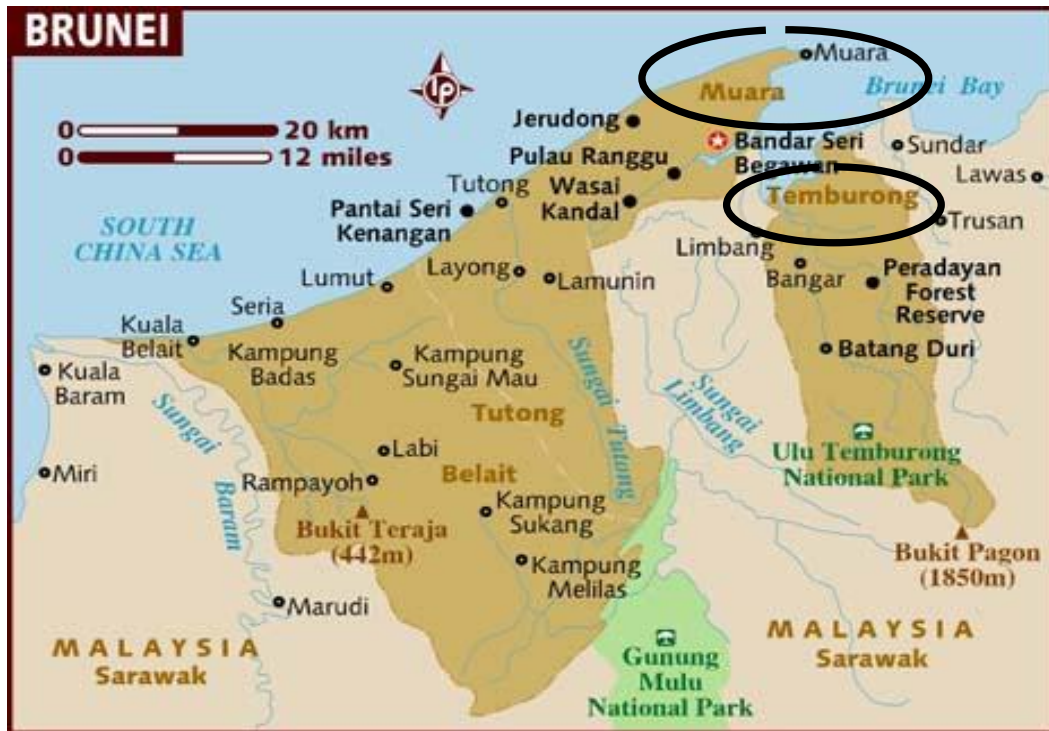 BRUNEI
Muara
Muara
Brunei Bay
lp
0 20 km
0 12 miles
Jerudong
Bandar Seri
Begawan
Sundar
Pulau Ranggu
Lawas
Tutong
Wasai
Kandal
Temburong
Pantai Seri
Kenangan
Trusan
SOUTH
CHINA SEA
Limbang
Layong
Lamunin
Bangar
Peradayan
Forest
Reserve
Lumut
Seria
Kuala
Belait
Kampung
Badas
Kampung
Sungai Mau
Sungai Tutong
Sungai
Limbang
Batang Duri
Kuala
Baram
Sungai
Baram
Tutong
Labi
Belait
Ulu Temburong
National Park
Miri
Rampayoh
Kampung
Sukang
Bukit Teraja
(442m)
Bukit Pagon
(1850m)
Kampung
Melilas
Marudi
MALAYSIA
Sarawak
Gunung
Mulu
National Park
MALAYSIA
Sarawak